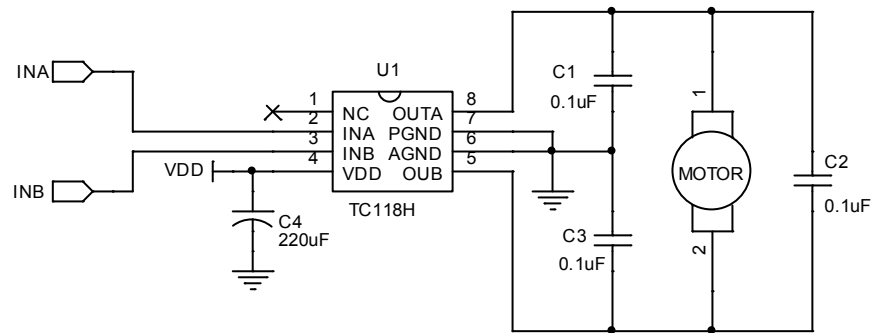 INA
INB
VDD
C4
220uF
U1
1
2
3
4
NC
INA
INB
VDD
OUTA
PGND
AGND
OUB
8
7
6
5
TC118H
C1
0.1uF
C3
0.1uF
1
MOTOR
2
C2
0.1uF